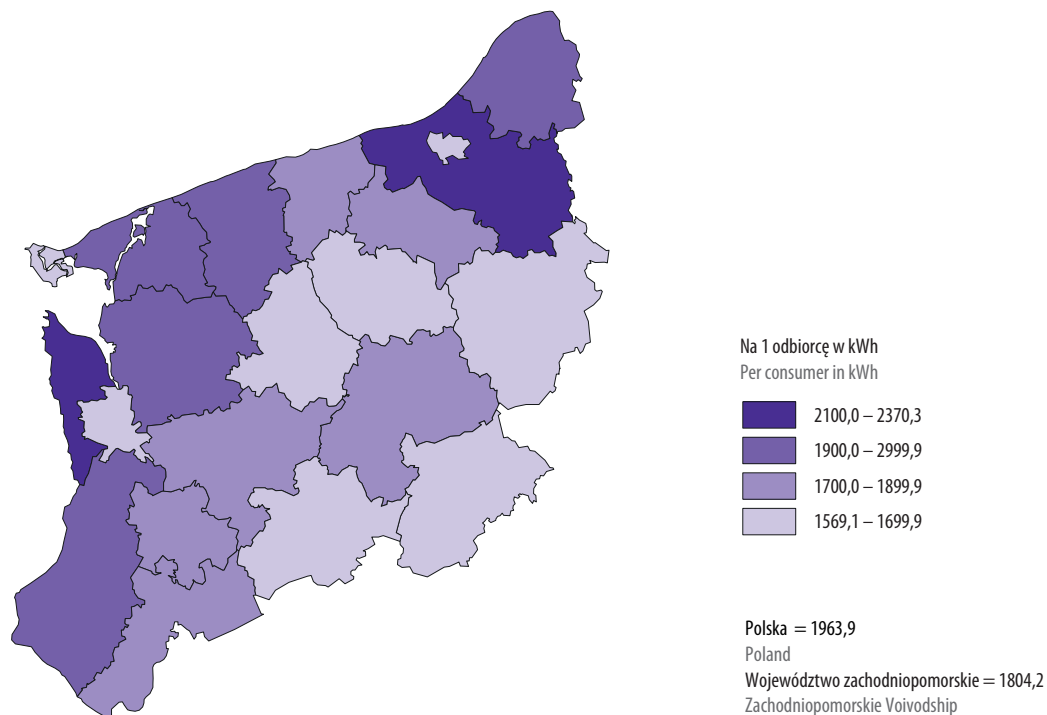 Na 1 odbiorcę w kWh
Per consumer in kWh
2100,0 – 2370,3
1900,0 – 2999,9
1700,0 – 1899,9
1569,1 – 1699,9
Polska = 1963,9
Poland
Województwo zachodniopomorskie = 1804,2
Zachodniopomorskie Voivodship